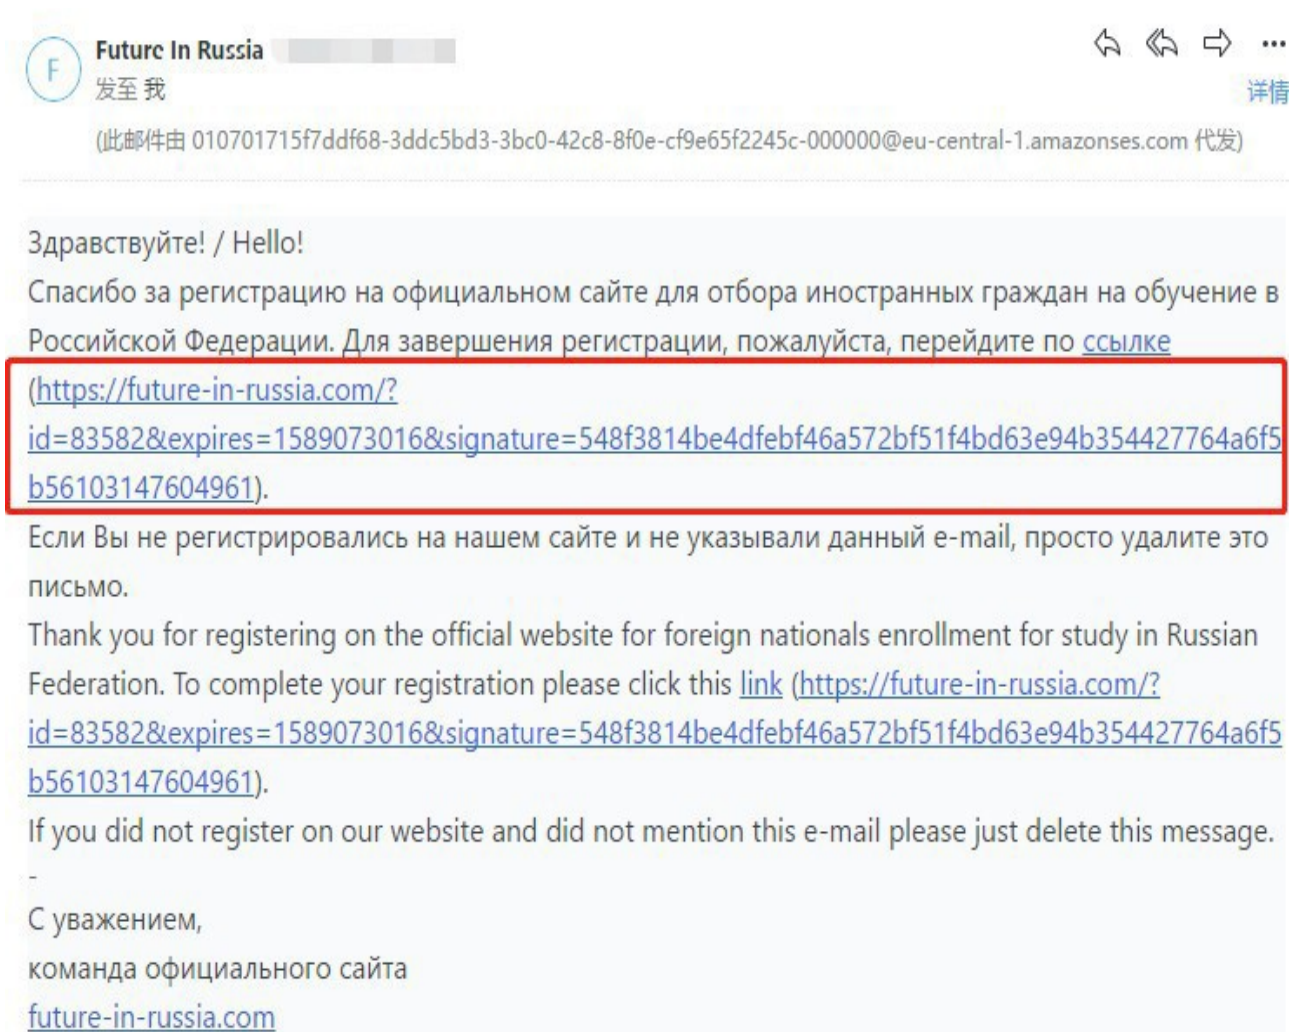 F
Future In Russia
发至 我
详情
(此邮件由 010701715f7ddf68-3ddc5bd3-3bc0-42c8-8f0e-cf9e65f2245c-000000@eu-central-1.amazonses.com 代发)
Здравствуйте! / Hello!
Спасибо за регистрацию на официальном сайте для отбора иностранных граждан на обучение в
Российской Федерации. Для завершения регистрации, пожалуйста, перейдите по ссылке
(https://future-in-russia.com/?
id=83582&expires=1589073016&signature=548f3814be4dfebf46a572bf51f4bd63e94b354427764a6f5
b56103147604961).
Если Вы не регистрировались на нашем сайте и не указывали данный e-mail, просто удалите это
письмо.
Thank you for registering on the official website for foreign nationals enrollment for study in Russian
Federation. To complete your registration please click this link (https://future-in-russia.com/?
id=83582&expires=1589073016&signature=548f3814be4dfebf46a572bf51f4bd63e94b354427764a6f5
b56103147604961).
If you did not register on our website and did not mention this e-mail please just delete this message.
-
С уважением,
команда официального сайта
future-in-russia.com